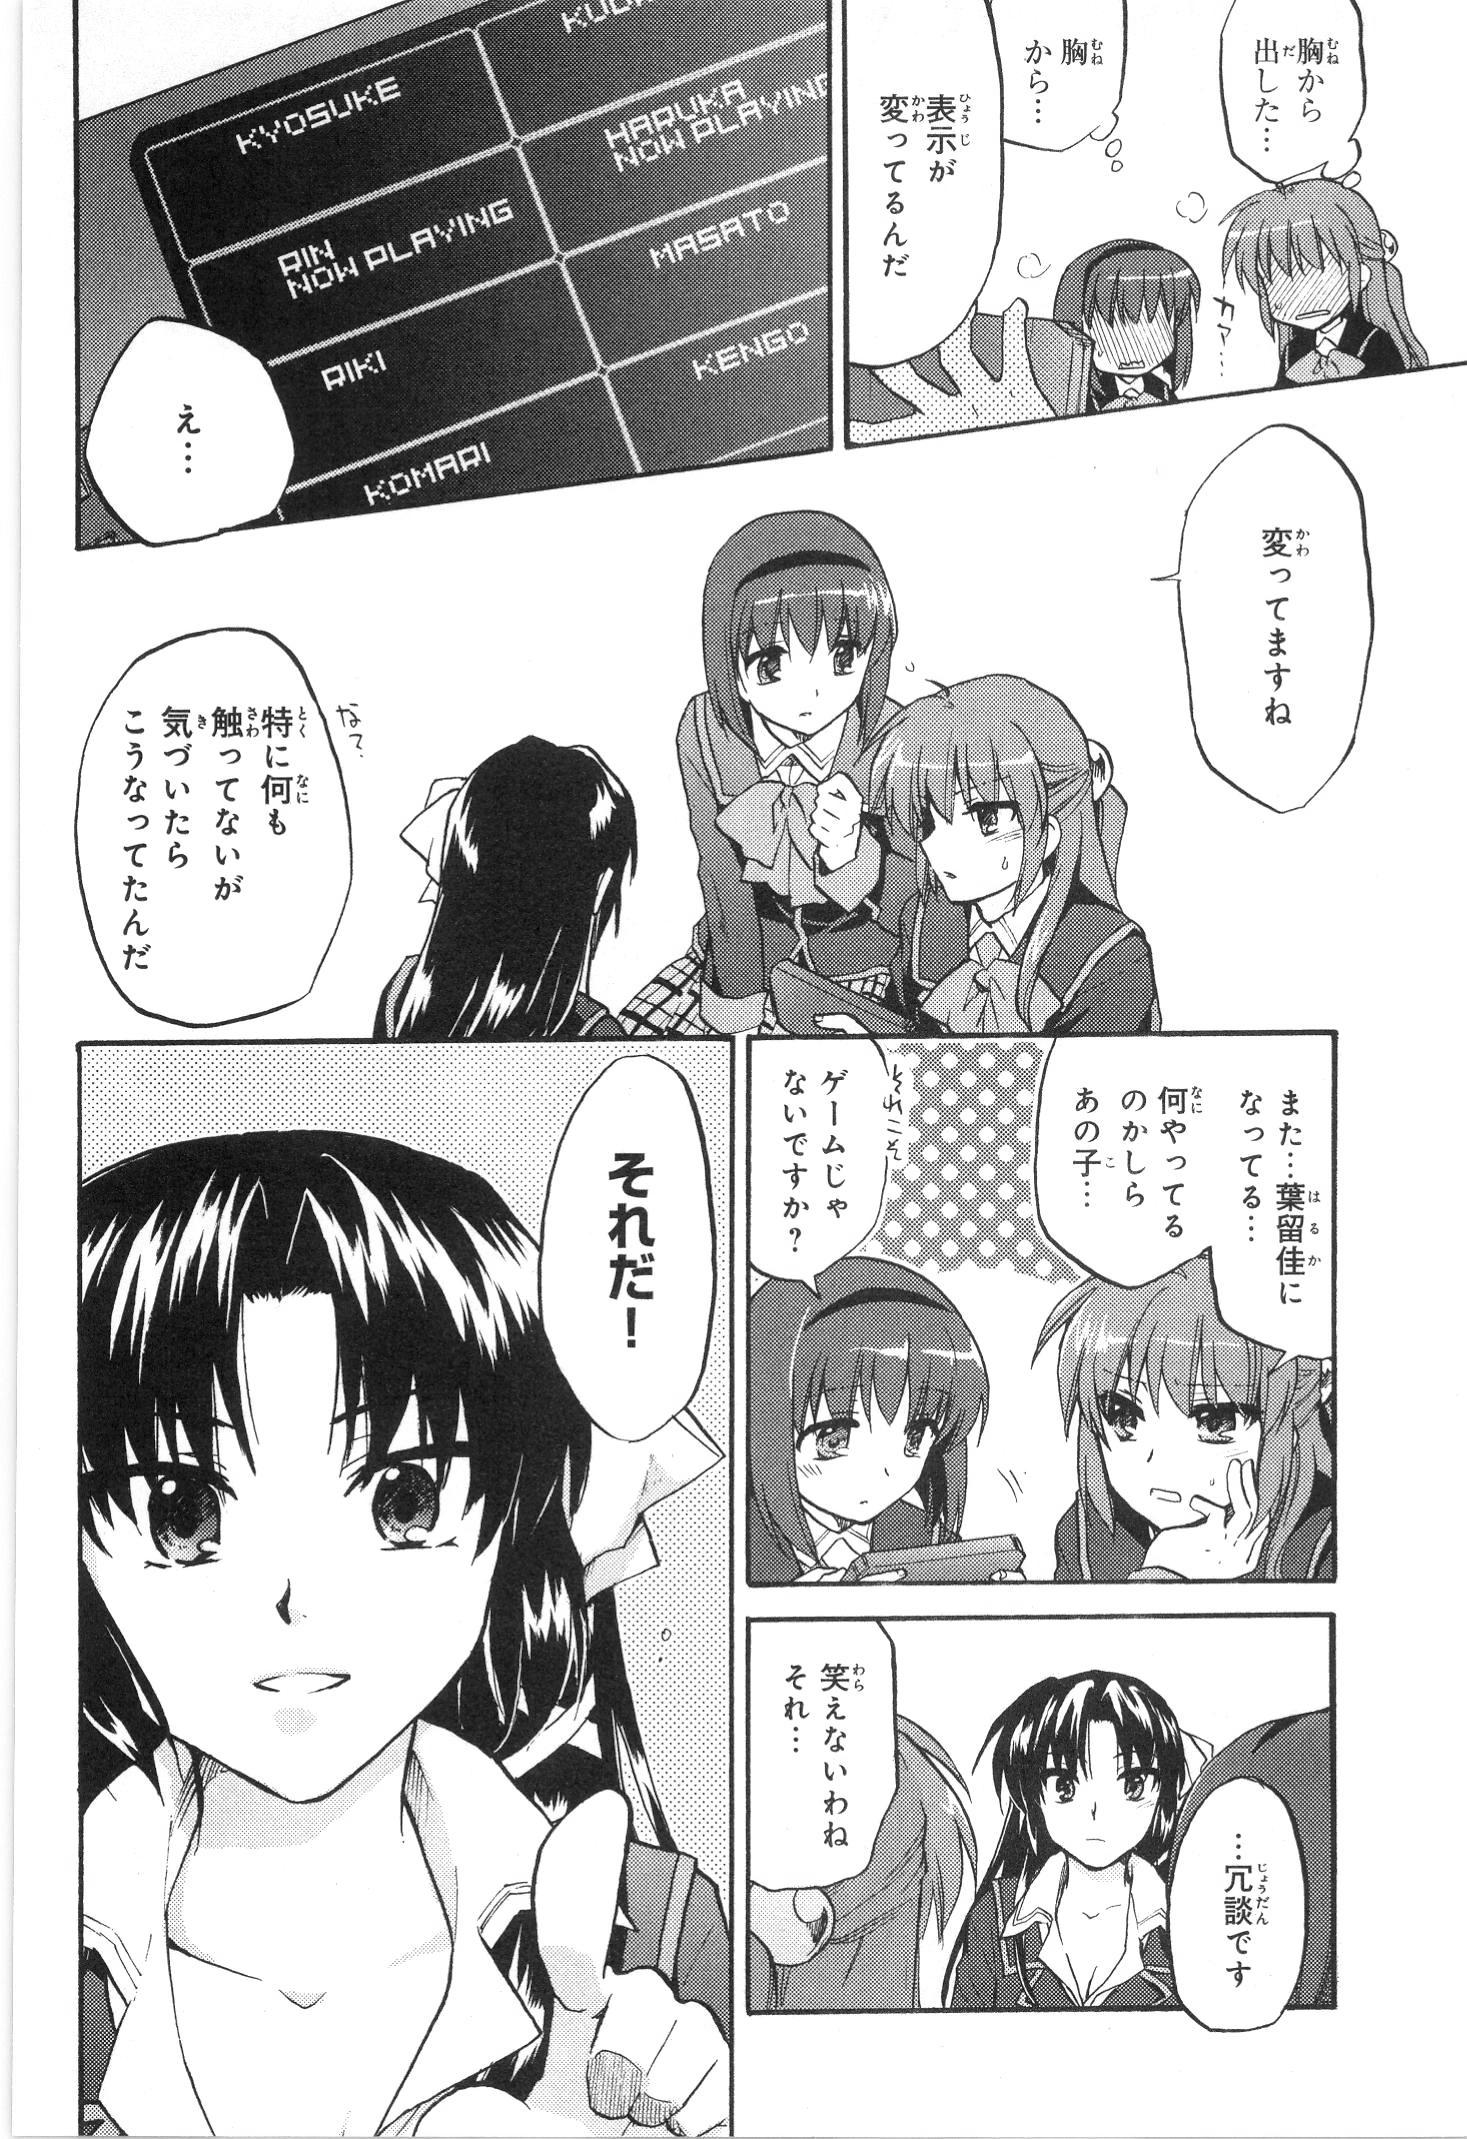 胸から
出した…
胸
から…
カァ…
表示が
変ってるんだ
KYOSUKE
HARUKA
NOW PLAYING
RIN
NOW PLAYING
MASATO
RIKI
KENGO
KOMARI
え…
変ってますね
なぁ?
特に何も
触ってないが
気づいたら
こうなってたんだ
また…葉留佳に
なってる…
何やってる
のかしら
あの子…
それこそ
ゲームじゃ
ないですか?
…冗談です
笑えないわね
それ…
それだ!